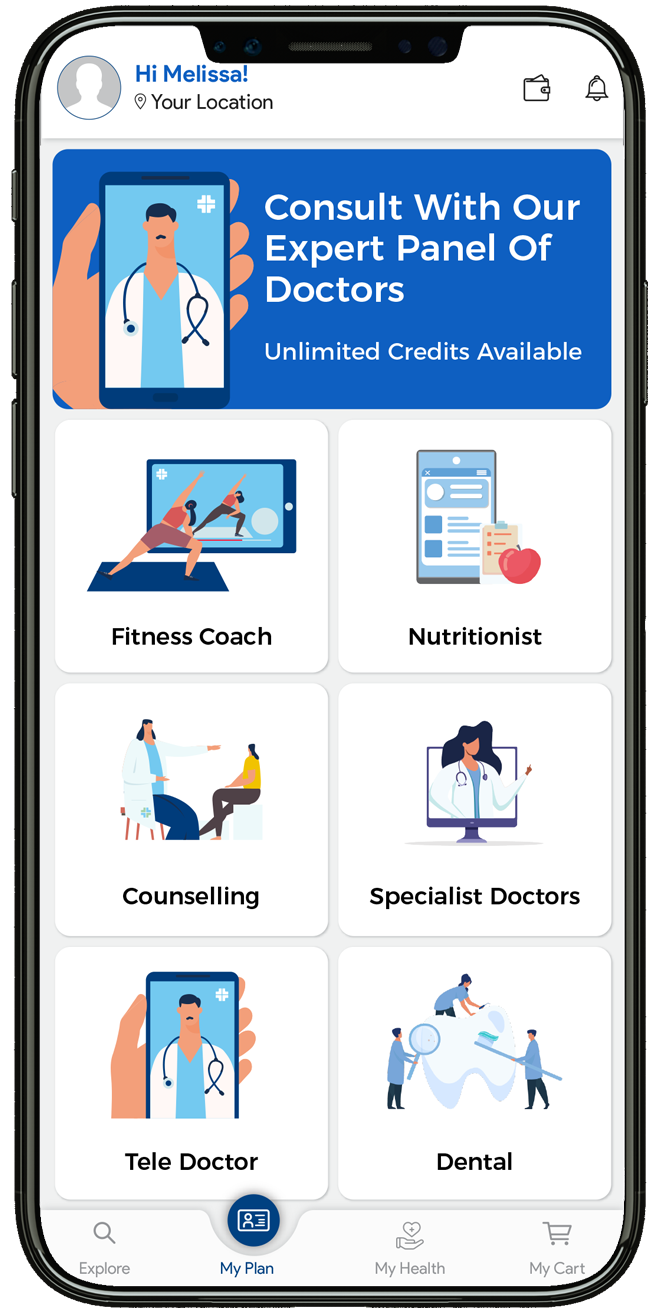 Hi Melissa!
Your Location
Consult With Our
Expert Panel Of
Doctors
Unlimited Credits Available
Fitness Coach
Nutritionist
Counselling
Specialist Doctors
Tele Doctor
Dental
Explore
My Plan
My Health
My Cart